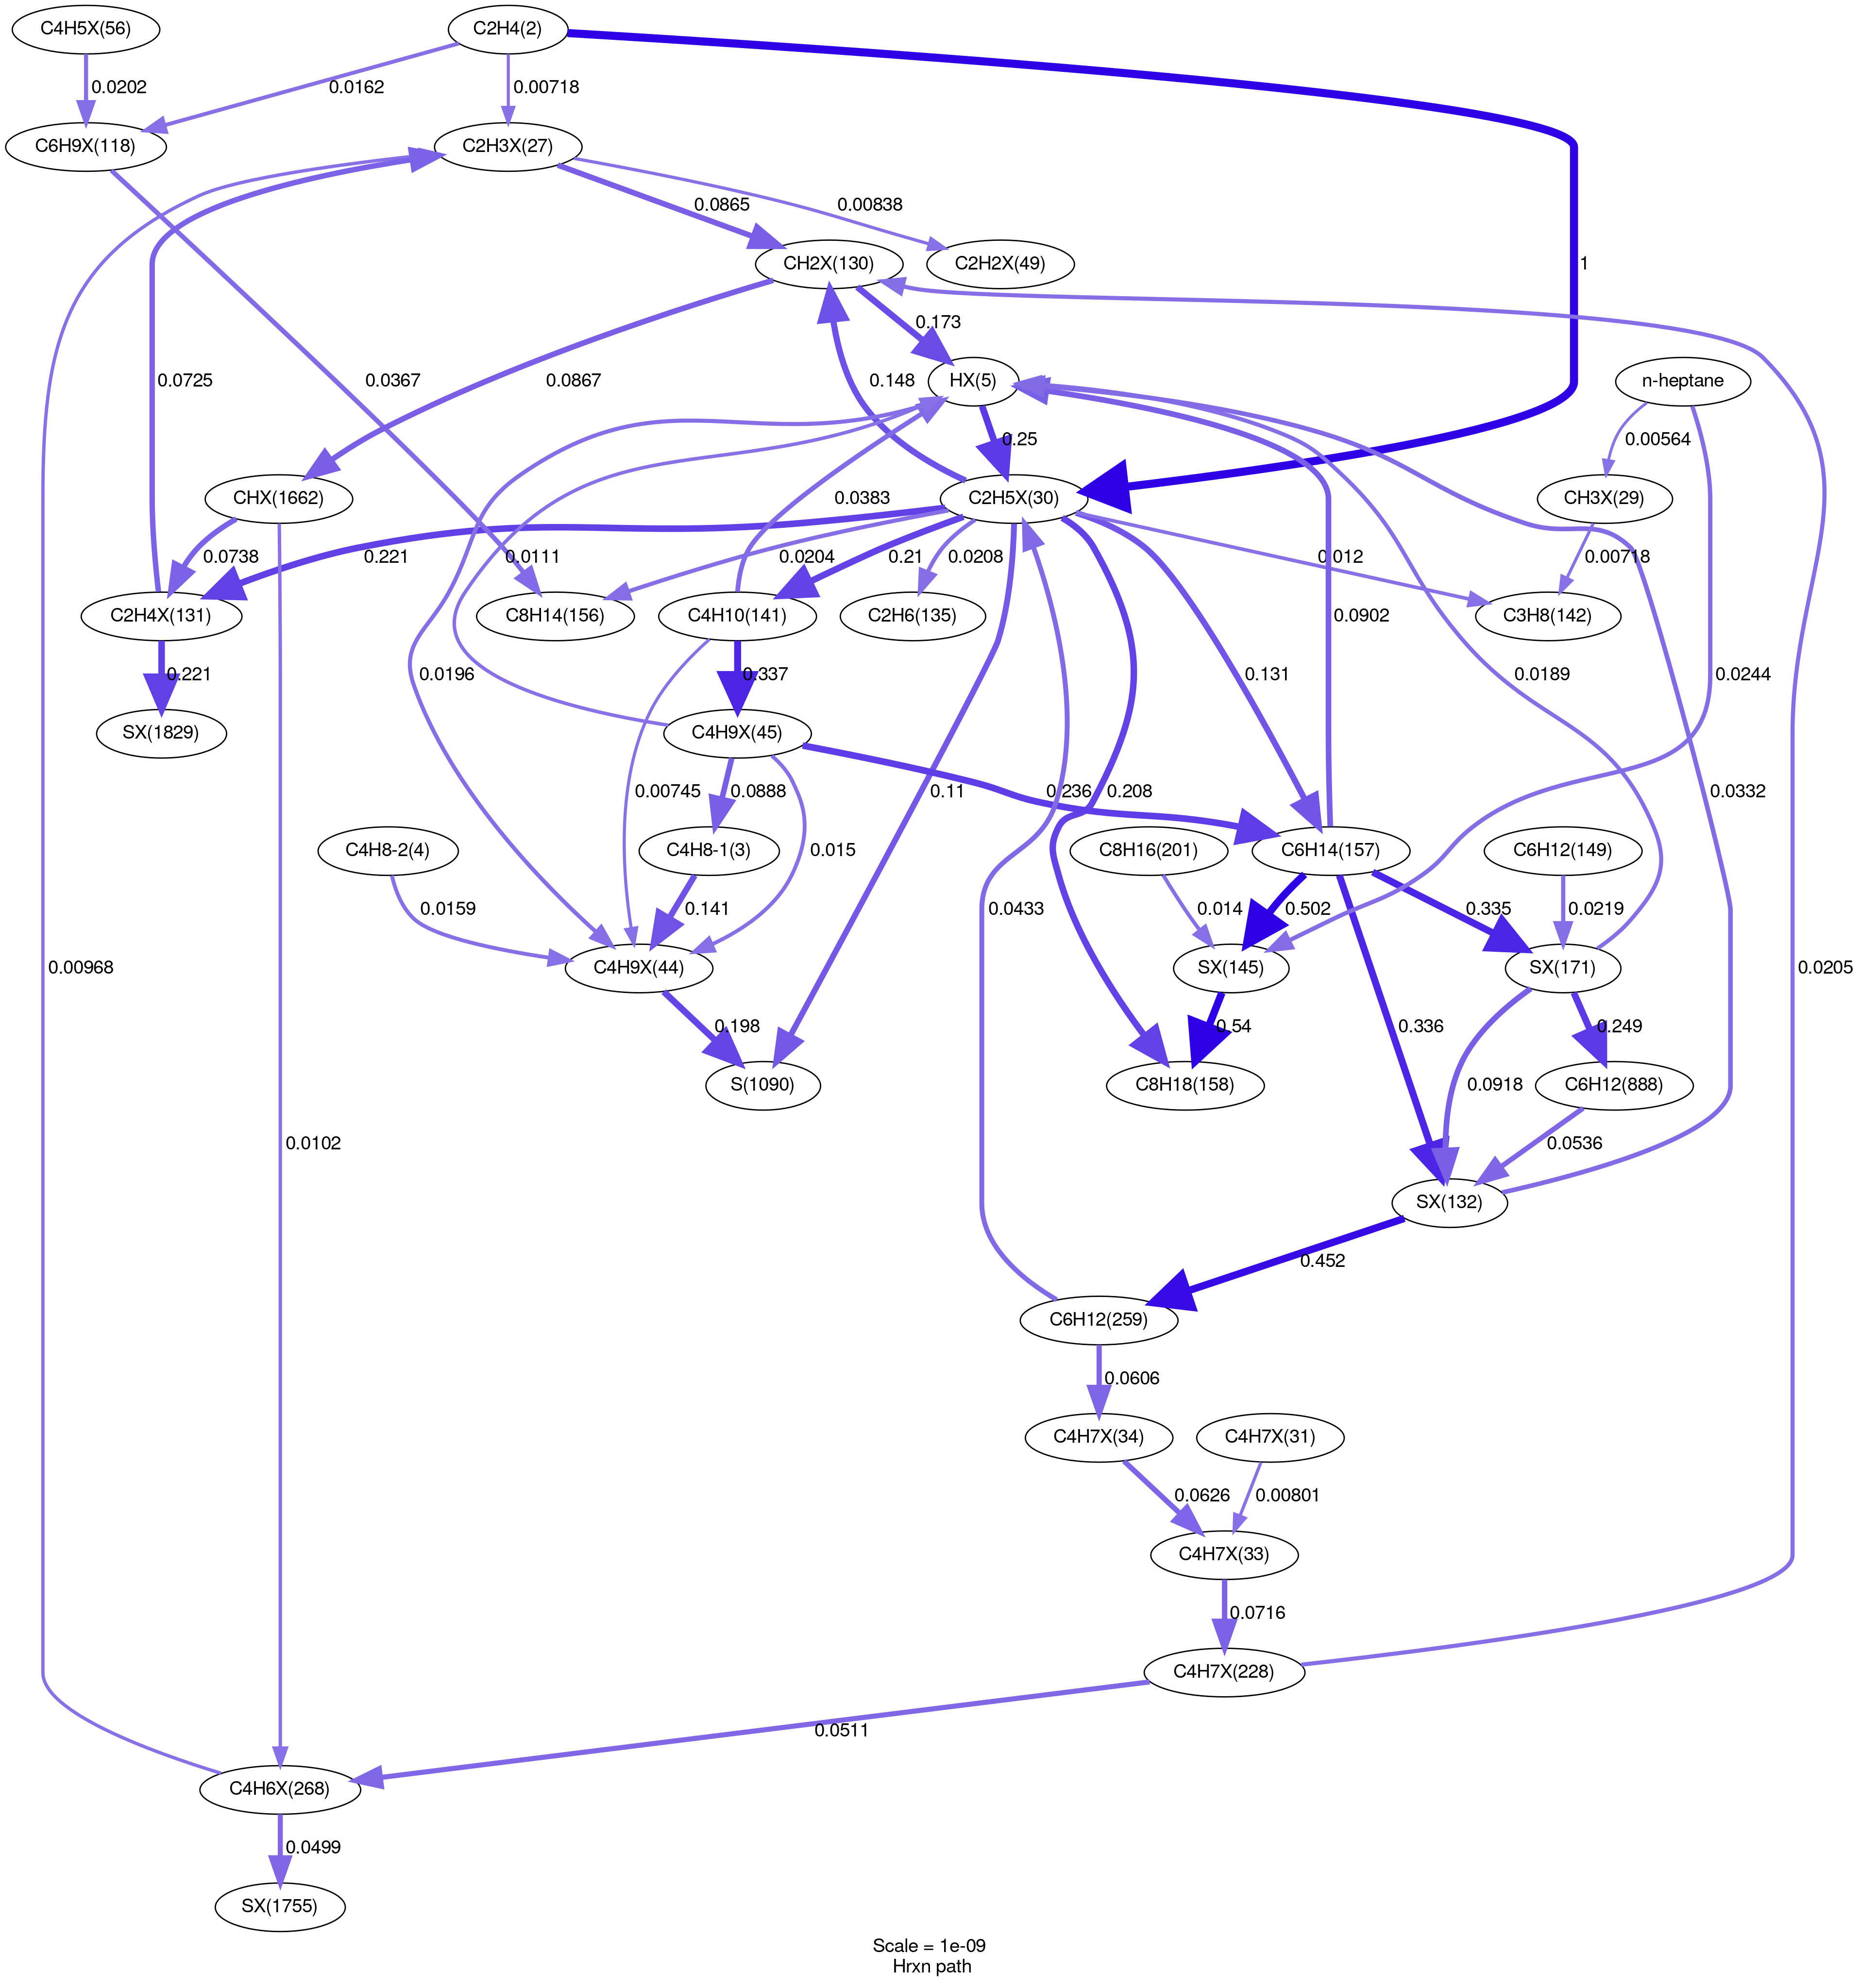 C4H5X(56)
C2H4(2)
0.0202
0.0162
0.00718
C6H9X(118)
C2H3X(27)
0.0865
0.00838
CH2X(130)
C2H2X(49)
1
0.173
0.0725
0.0367
0.0867
0.148
HX(5)
n-heptane
0.25
0.00564
CHX(1662)
C2H5X(30)
CH3X(29)
0.0383
0.0738
0.221
0.0111
0.0204
0.21
0.0208
0.012
0.00718
C2H4X(131)
C8H14(156)
C4H10(141)
C2H6(135)
C3H8(142)
0.0902
0.221
0.0196
0.337
0.131
0.0189
0.0244
SX(1829)
C4H9X(45)
0.00745
0.0888
0.11
0.236
0.208
0.0332
C4H8-2(4)
C4H8-1(3)
0.015
C8H16(201)
C6H14(157)
C6H12(149)
0.0159
0.141
0.0433
0.014
0.502
0.335
0.0219
0.00968
C4H9X(44)
SX(145)
SX(171)
0.0205
0.198
0.54
0.336
0.249
S(1090)
C8H18(158)
0.0918
C6H12(888)
0.0102
0.0536
SX(132)
0.452
C6H12(259)
0.0606
C4H7X(34)
C4H7X(31)
0.0626
0.00801
C4H7X(33)
0.0716
C4H7X(228)
0.0511
C4H6X(268)
0.0499
SX(1755)
Scale = 1e-09
Hrxn path